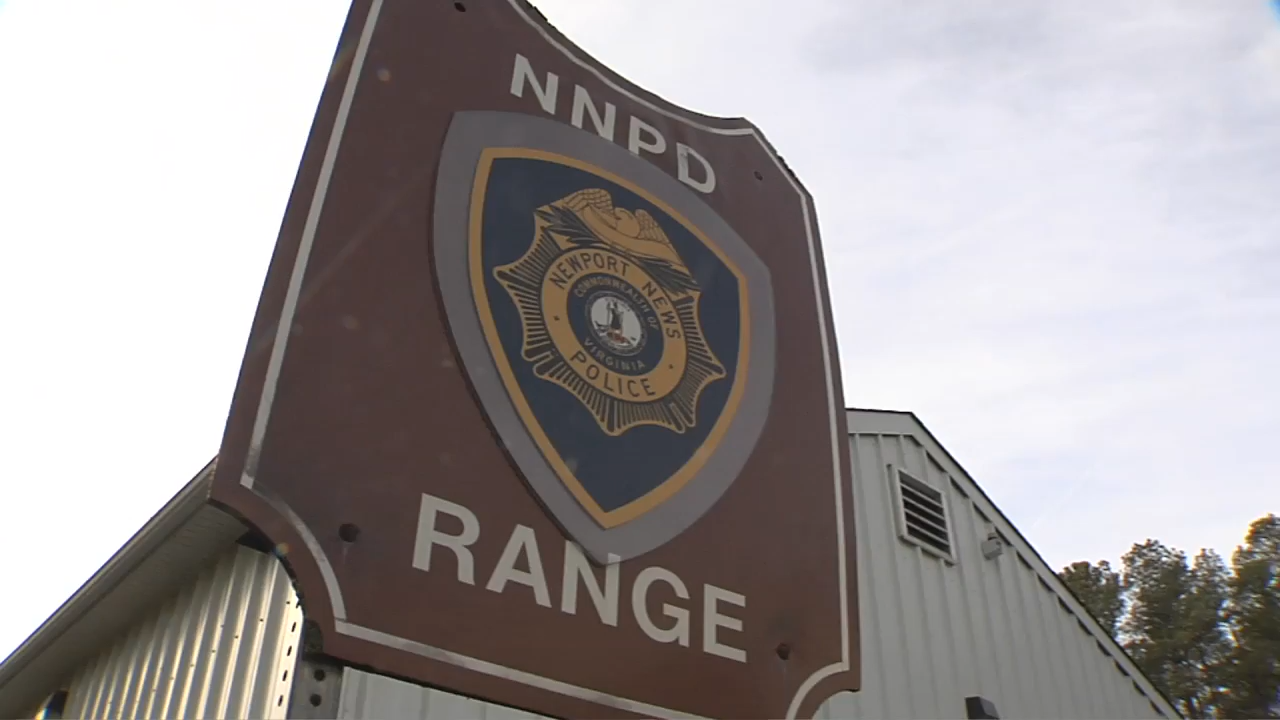 NNPD
NEWPORT NEWS
COMMONWEALTH OF
VIRGINIA
POLICE
RANGE